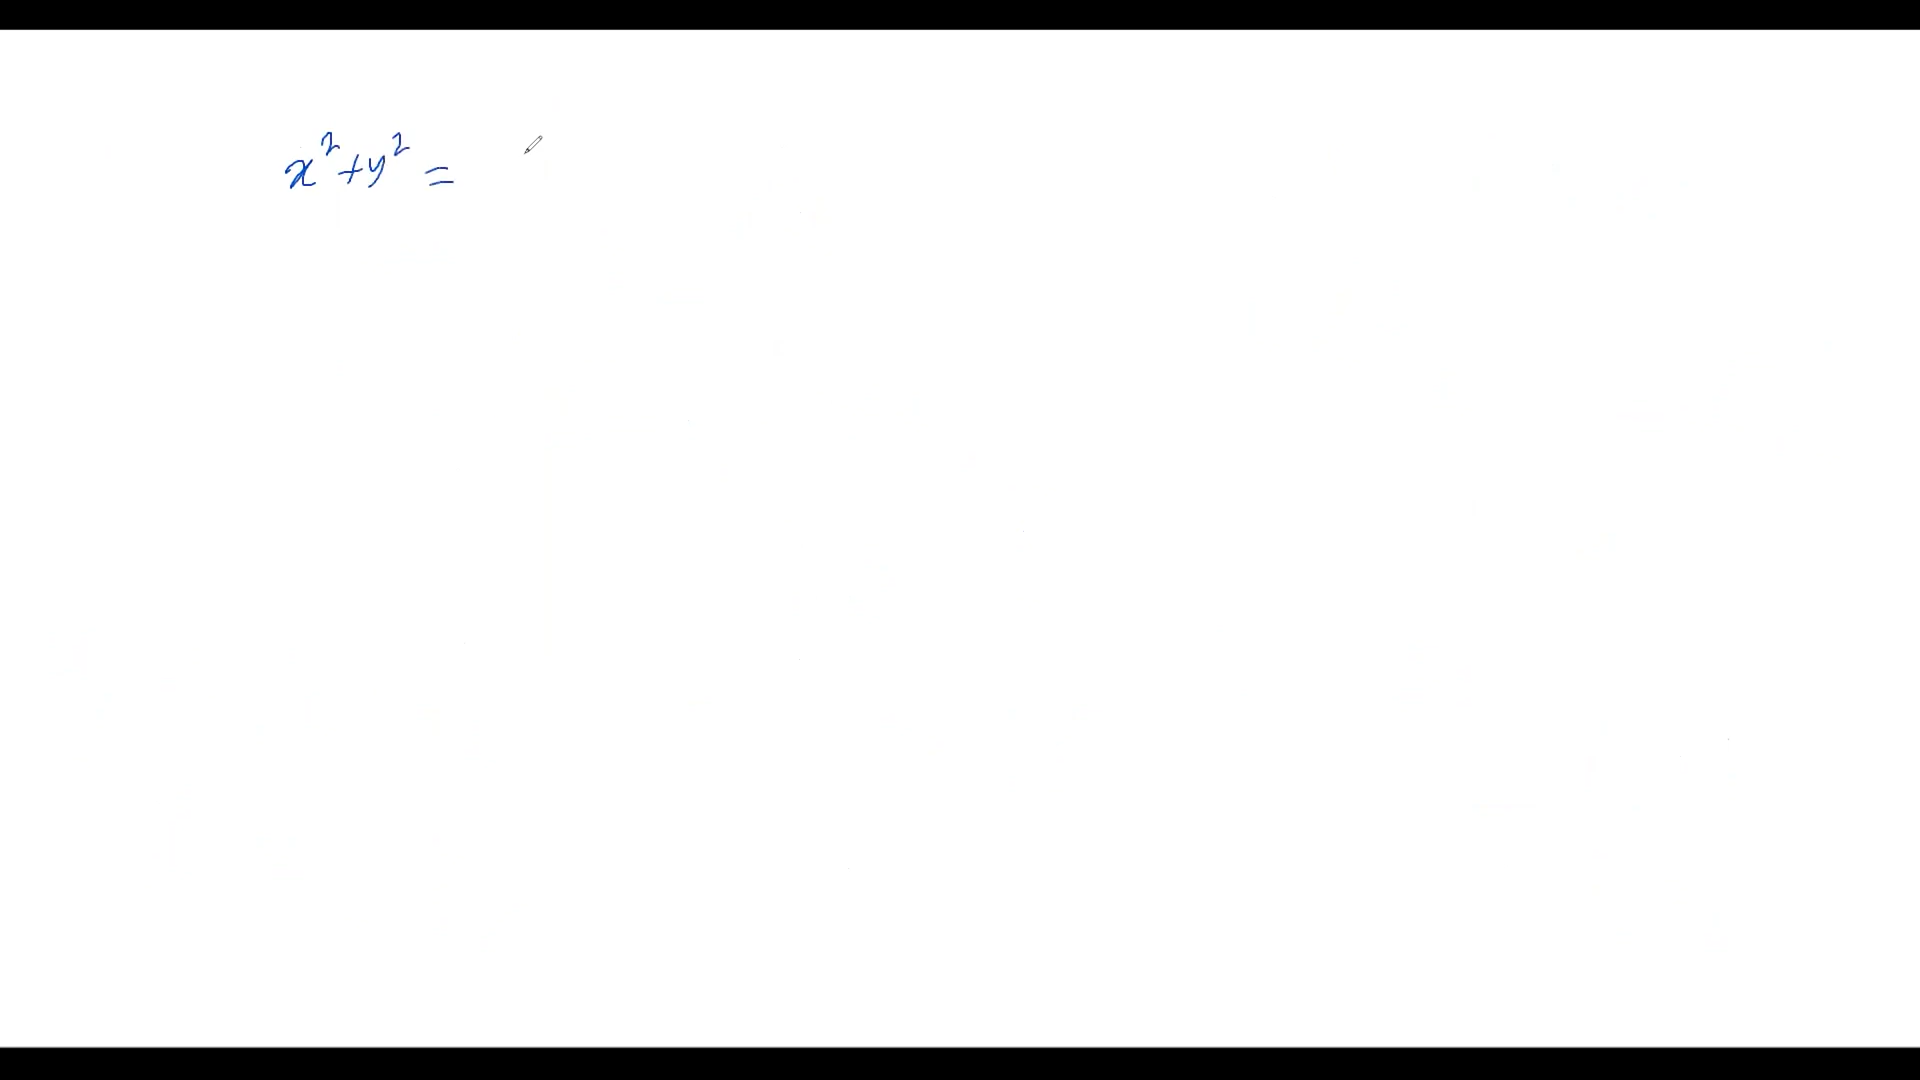 x²+y² =